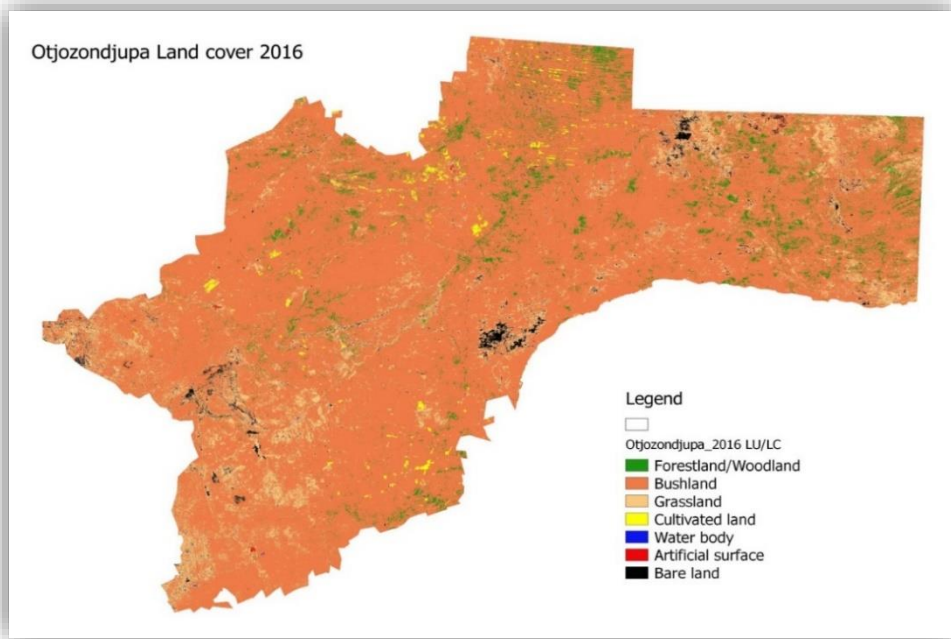 Otjozondjupa Land cover 2016
Legend
Otjozondjupa_2016 LU/LC
Forestland/Woodland
Bushland
Grassland
Cultivated land
Water body
Artificial surface
Bare land